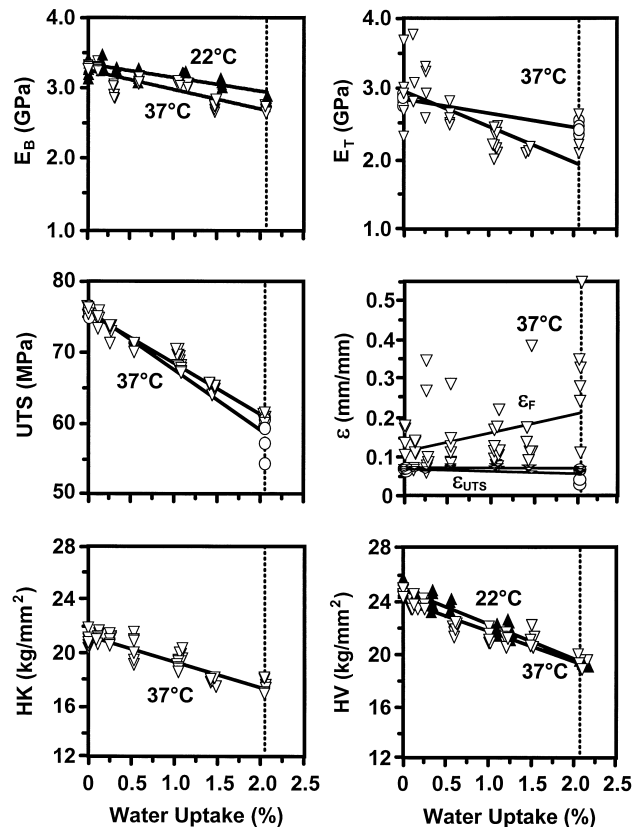 4.0
3.0
2.0
1.0
E_B (GPa)
22°C
37°C
4.0
3.0
2.0
1.0
E_T (GPa)
37°C
80
70
60
50
UTS (MPa)
37°C
0.5
0.4
0.3
0.2
0.1
0
ε (mm/mm)
37°C
ε_F
ε_UTS
28
24
20
16
12
HK (kg/mm²)
37°C
0 0.5 1.0 1.5 2.0 2.5
Water Uptake (%)
28
24
20
16
12
HV (kg/mm²)
22°C
37°C
0 0.5 1.0 1.5 2.0 2.5
Water Uptake (%)